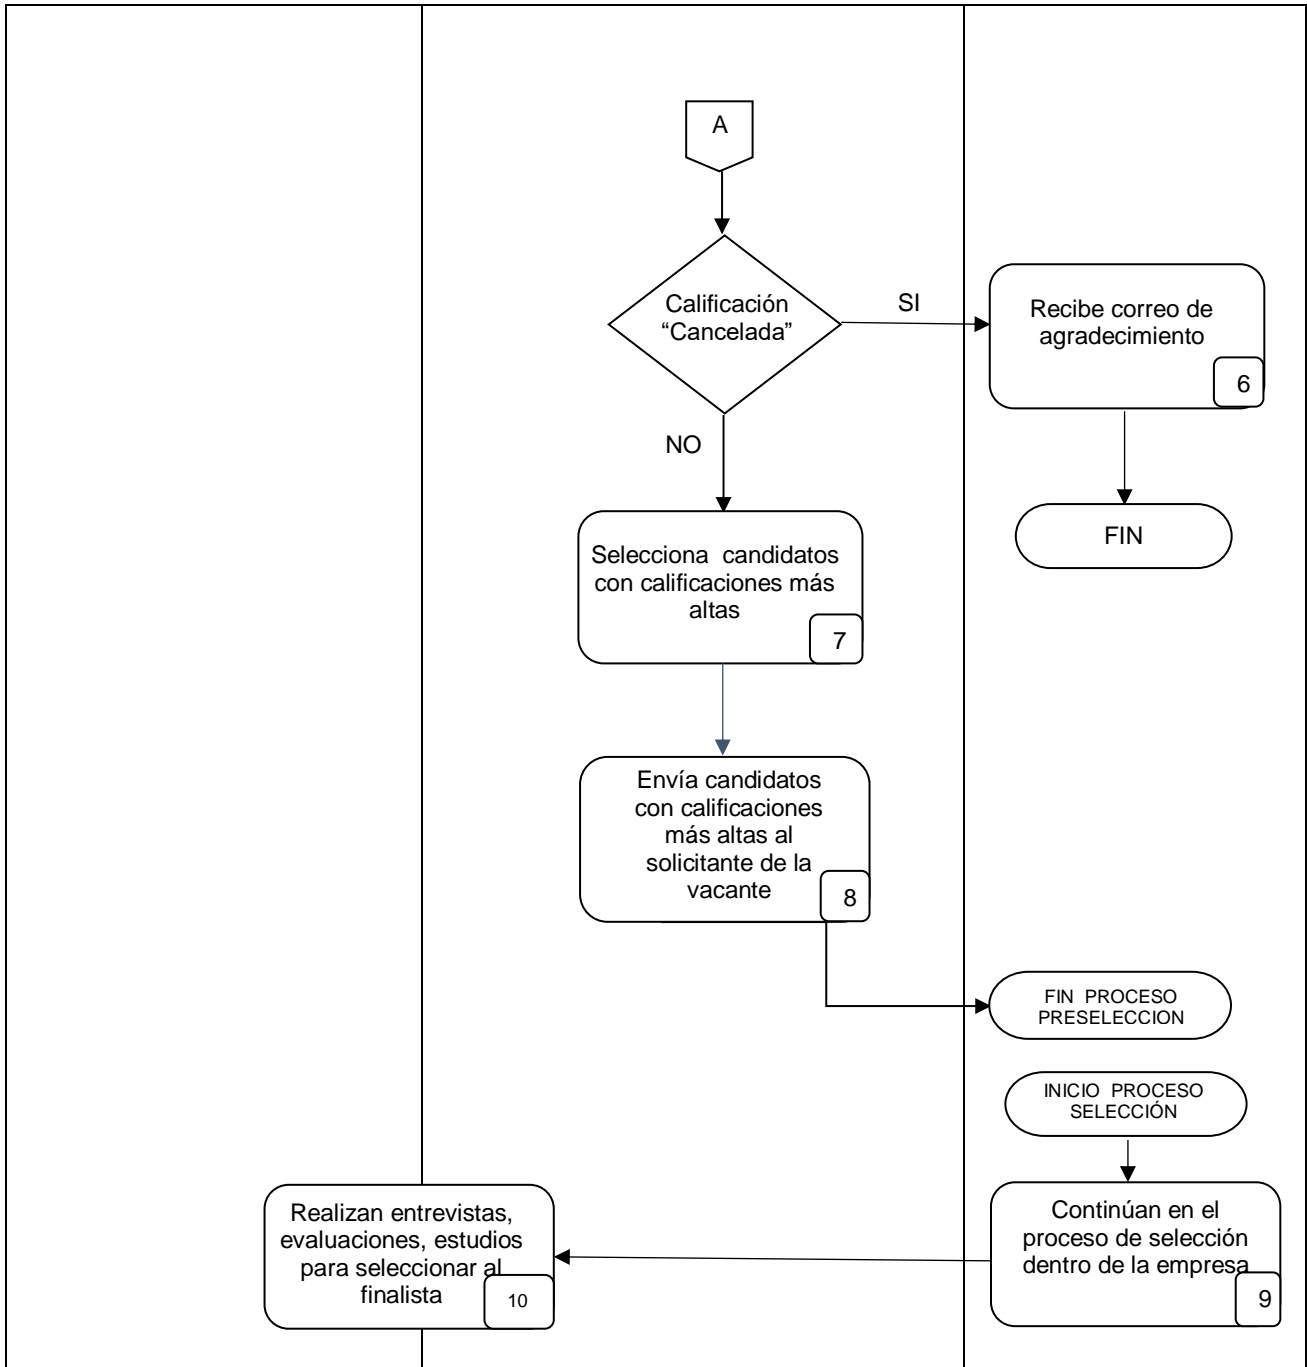 A
Calificación
“Cancelada”
SI
Recibe correo de
agradecimiento
6
NO
FIN
Selecciona candidatos
con calificaciones más
altas
7
Envía candidatos
con calificaciones
más altas al
solicitante de la
vacante
8
FIN PROCESO
PRESELECCION
INICIO PROCESO
SELECCIÓN
Continúan en el
proceso de selección
dentro de la empresa
9
Realizan entrevistas,
evaluaciones, estudios
para seleccionar al
finalista
10